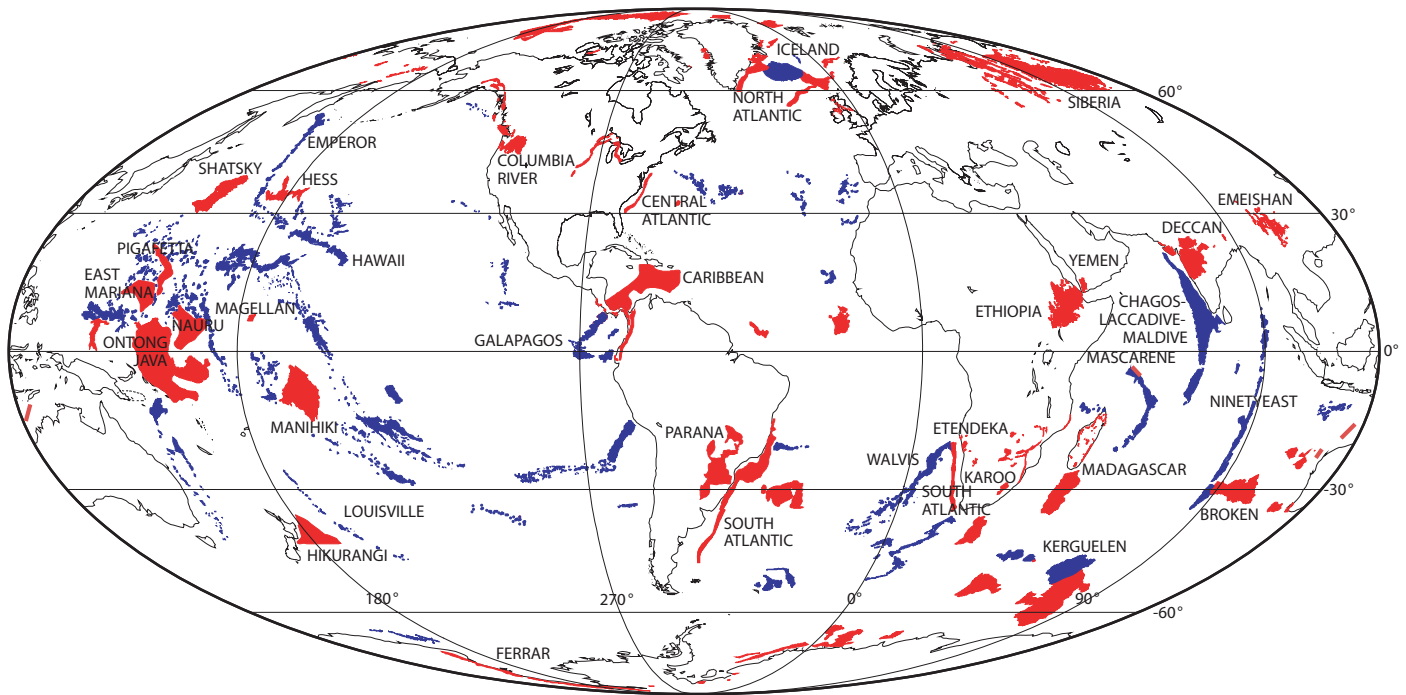 ICELAND
NORTH
ATLANTIC
SIBERIA
60°
EMPEROR
SHATSKY
HESS
COLUMBIA
RIVER
CENTRAL
ATLANTIC
EMEISHAN
30°
DECCAN
PIGAFETTA
HAWAII
EAST
MARIANA
CARIBBEAN
YEMEN
MAGELLAN
NAURU
ETHIOPIA
CHAGOS-
LACCADIVE-
MALDIVE
ONTONG
JAVA
GALAPAGOS
0°
MASCARENE
NINETYEAST
MANIHIKI
PARANA
ETENDEKA
WALVIS
KAROO
MADAGASCAR
SOUTH
ATLANTIC
-30°
BROKEN
LOUISVILLE
SOUTH
ATLANTIC
HIKURANGI
KERGUELEN
180°
270°
0°
90°
-60°
FERRAR